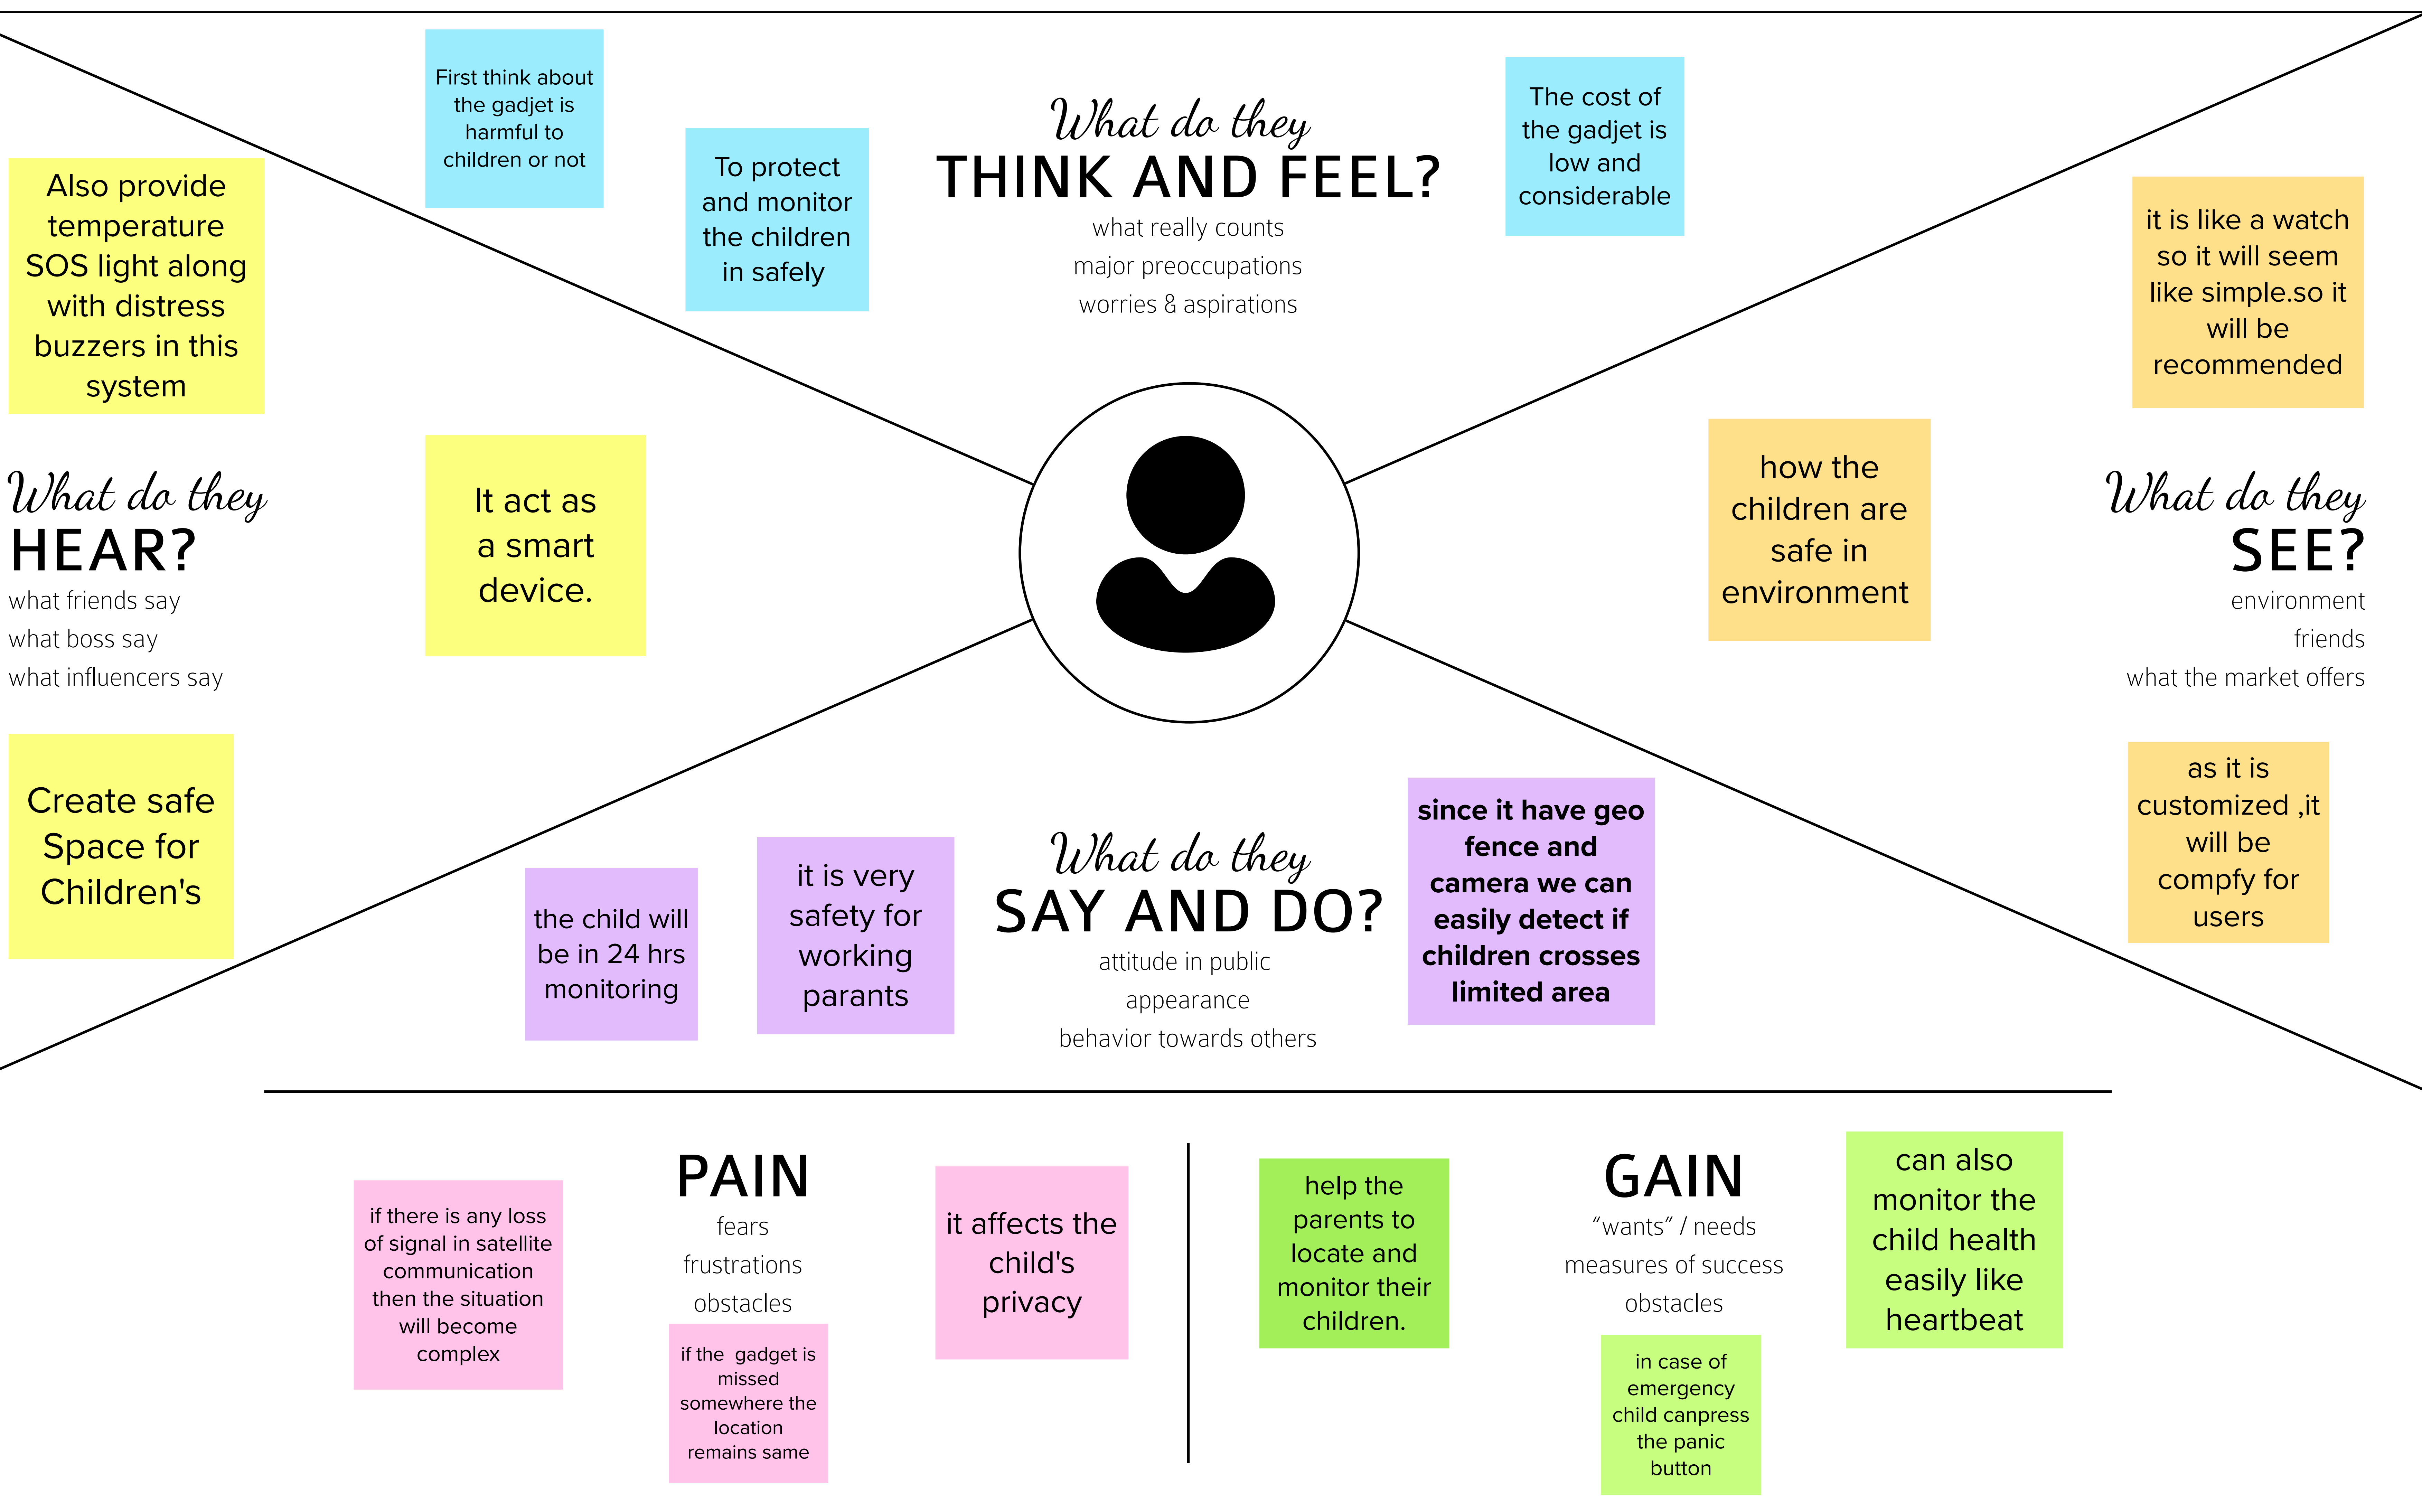 First think about
the gadjet is
harmful to
children or not
To protect
and monitor
the children
in safely
What do they
THINK AND FEEL?
what really counts
major preoccupations
worries & aspirations
The cost of
the gadjet is
low and
considerable
Also provide
temperature
SOS light along
with distress
buzzers in this
system
What do they
HEAR?
what friends say
what boss say
what influencers say
It act as
a smart
device.
Create safe
Space for
Children's
it is like a watch
so it will seem
like simple.so it
will be
recommended
how the
children are
safe in
environment
What do they
SEE?
environment
friends
what the market offers
as it is
customized ,it
will be
compfy for
users
the child will
be in 24 hrs
monitoring
it is very
safety for
working
parants
What do they
SAY AND DO?
attitude in public
appearance
behavior towards others
since it have geo
fence and
camera we can
easily detect if
children crosses
limited area
if there is any loss
of signal in satellite
communication
then the situation
will become
complex
PAIN
fears
frustrations
obstacles
if the  gadget is
missed
somewhere the
location
remains same
it affects the
child's
privacy
help the
parents to
locate and
monitor their
children.
GAIN
“wants” / needs
measures of success
obstacles
in case of
emergency
child canpress
the panic
button
can also
monitor the
child health
easily like
heartbeat